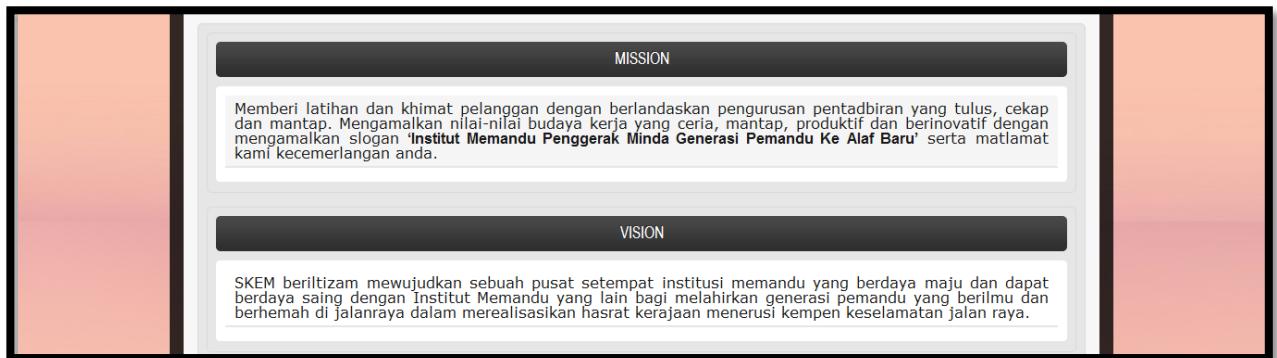 MISSION
Memberi latihan dan khimat pelanggan dengan berlandaskan pengurusan pentadbiran yang tulus, cekap
dan mantap. Mengamalkan nilai-nilai budaya kerja yang ceria, mantap, produktif dan berinovatif dengan
mengamalkan slogan ‘Institut Memandu Penggerak Minda Generasi Pemandu Ke Alaf Baru’ serta matlamat
kami kecemerlangan anda.
VISION
SKEM beriltizam mewujudkan sebuah pusat setempat institusi memandu yang berdaya maju dan dapat
berdaya saing dengan Institut Memandu yang lain bagi melahirkan generasi pemandu yang berilmu dan
berhemah di jalanraya dalam merealisasikan hasrat kerajaan menerusi kempen keselamatan jalan raya.